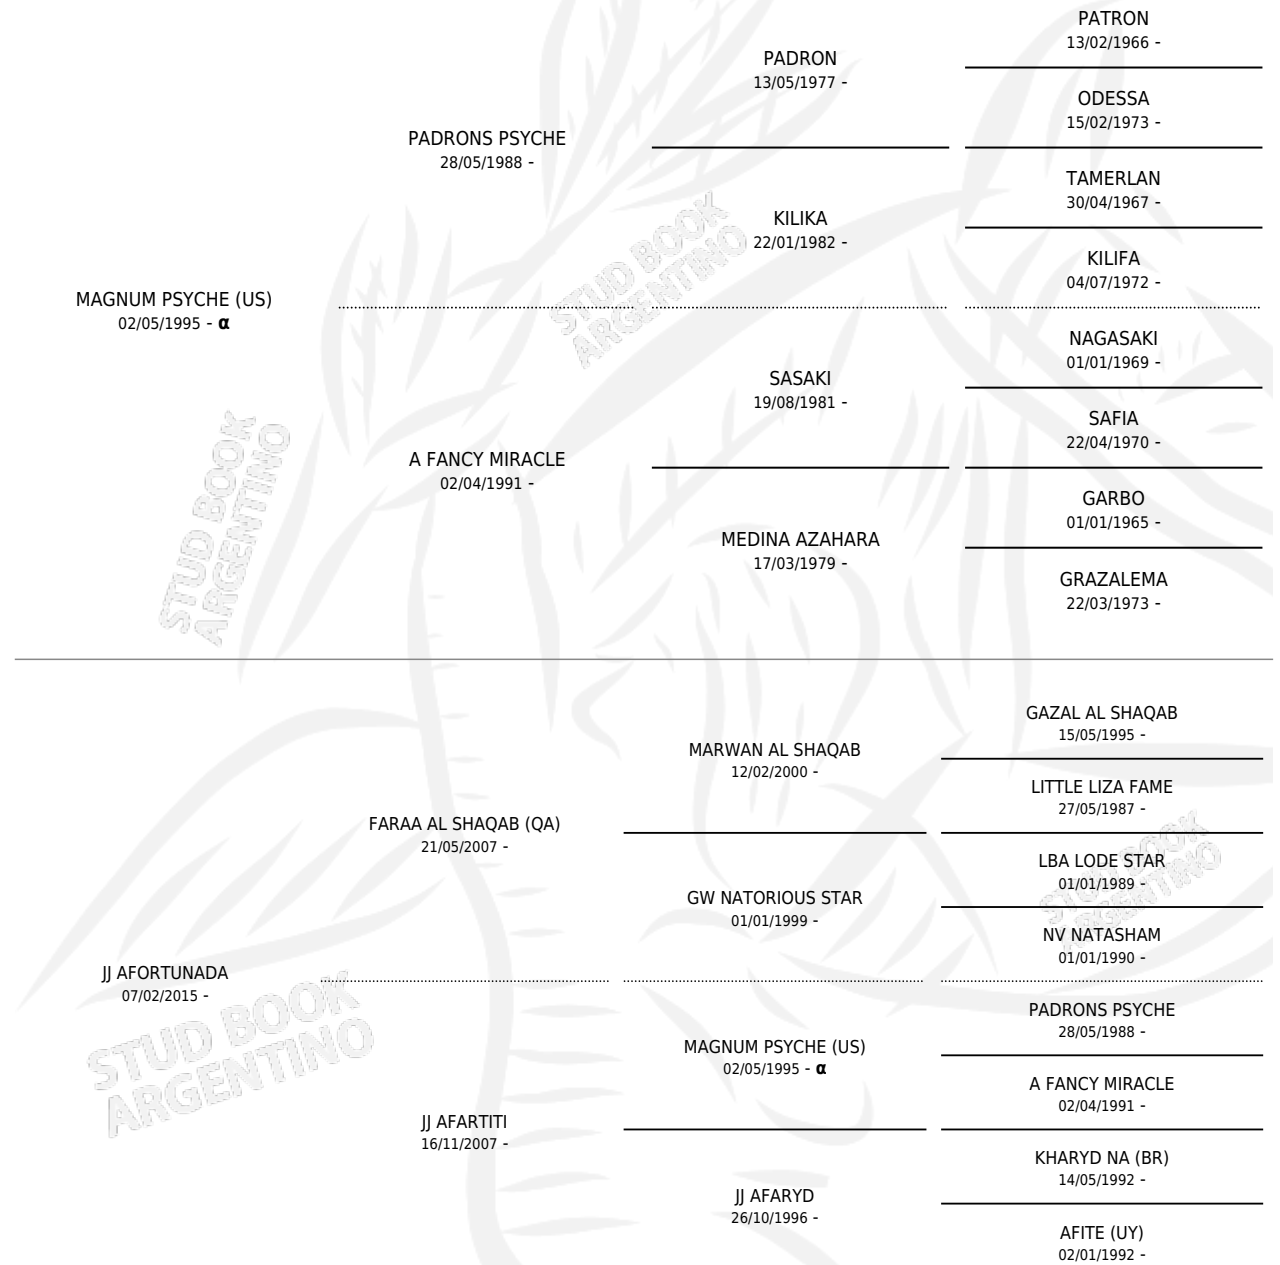 PATRON
13/02/1966 -
PADRON
13/05/1977 -
ODESSA
15/02/1973 -
PADRONS PSYCHE
28/05/1988 -
TAMERLAN
30/04/1967 -
KILIKA
22/01/1982 -
KILIFA
04/07/1972 -
MAGNUM PSYCHE (US)
02/05/1995 - α
NAGASAKI
01/01/1969 -
SASAKI
19/08/1981 -
SAFIA
22/04/1970 -
A FANCY MIRACLE
02/04/1991 -
GARBO
01/01/1965 -
MEDINA AZAHARA
17/03/1979 -
GRAZALEMA
22/03/1973 -
GAZAL AL SHAQAB
15/05/1995 -
MARWAN AL SHAQAB
12/02/2000 -
LITTLE LIZA FAME
27/05/1987 -
FARAA AL SHAQAB (QA)
21/05/2007 -
LBA LODE STAR
01/01/1989 -
GW NATORIOUS STAR
01/01/1999 -
NV NATASHAM
01/01/1990 -
JJ AFORTUNADA
07/02/2015 -
PADRONS PSYCHE
28/05/1988 -
MAGNUM PSYCHE (US)
02/05/1995 - α
A FANCY MIRACLE
02/04/1991 -
JJ AFARTITI
16/11/2007 -
KHARYD NA (BR)
14/05/1992 -
JJ AFARYD
26/10/1996 -
AFITE (UY)
02/01/1992 -
STUD BOOK
ARGENTINO
STUD BOOK
ARGENTINO
STUD BOOK
ARGENTINO
STUD BOOK
ARGENTINO